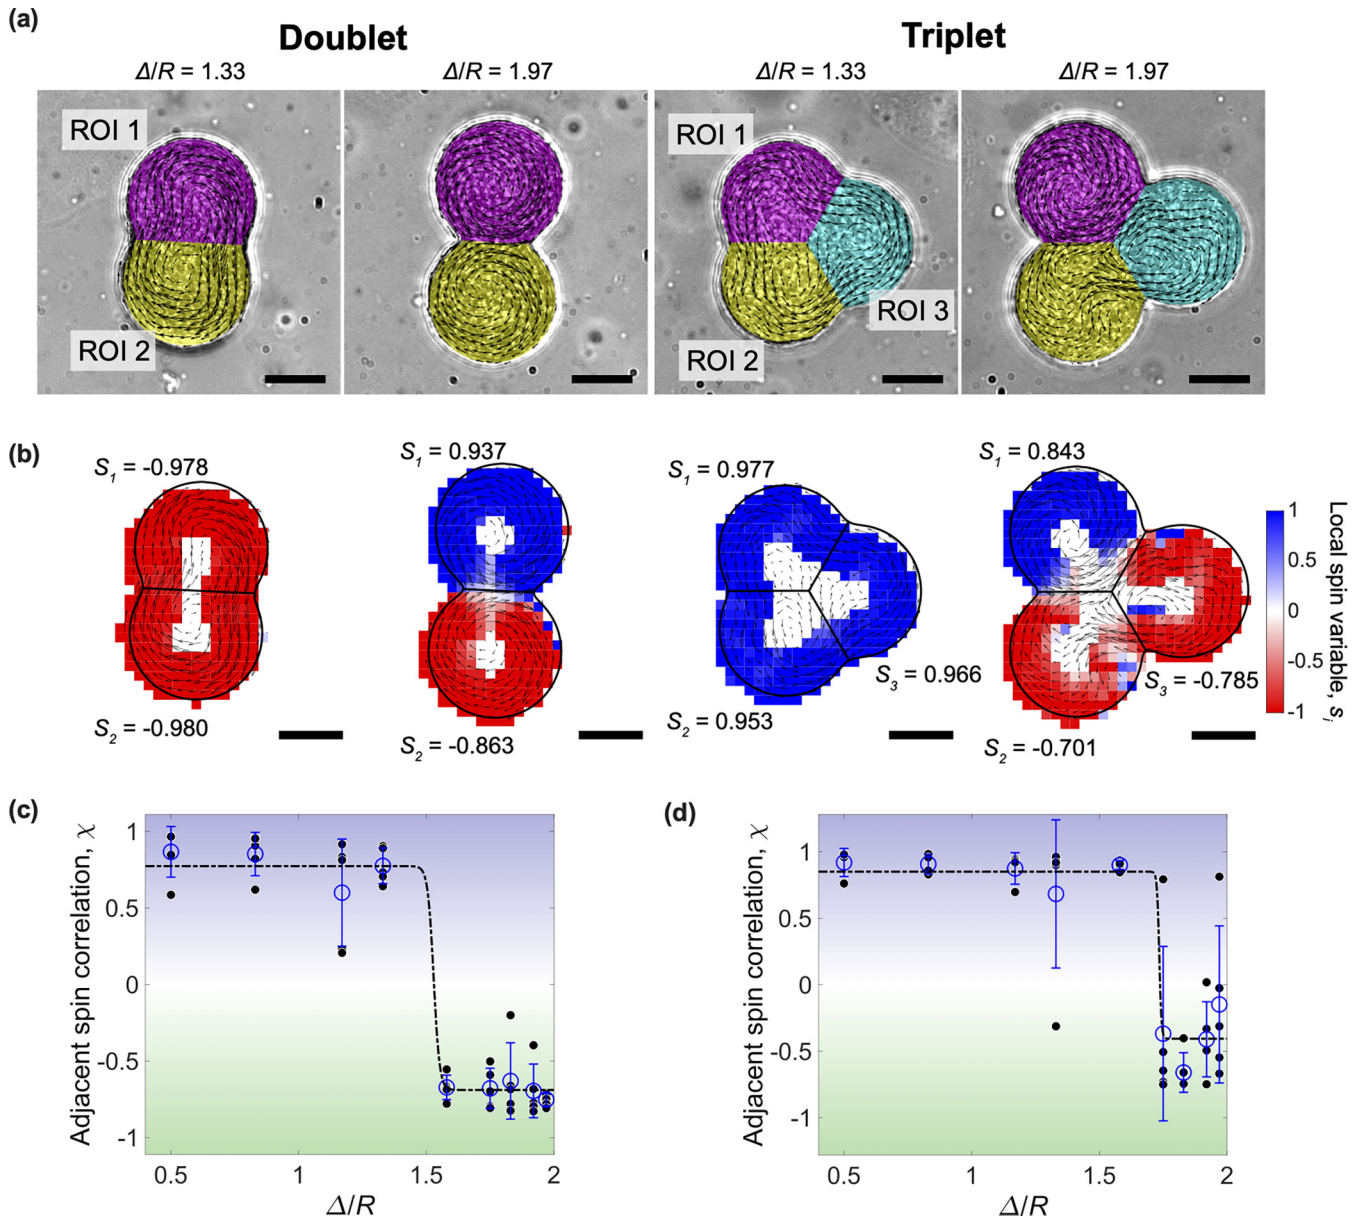 (a)
Doublet
Triplet
Δ/R = 1.33
Δ/R = 1.97
Δ/R = 1.33
Δ/R = 1.97
ROI 1
ROI 2
ROI 1
ROI 2
ROI 3
(b)
S1 = -0.978
S2 = -0.980
S1 = 0.937
S2 = -0.863
S1 = 0.977
S2 = 0.953
S3 = 0.966
S1 = 0.843
S2 = -0.701
S3 = -0.785
1
0.5
0
-0.5
-1
Local spin variable, si
(c)
Adjacent spin correlation, χ
1
0.5
0
-0.5
-1
0.5
1
1.5
2
Δ/R
(d)
Adjacent spin correlation, χ
1
0.5
0
-0.5
-1
0.5
1
1.5
2
Δ/R